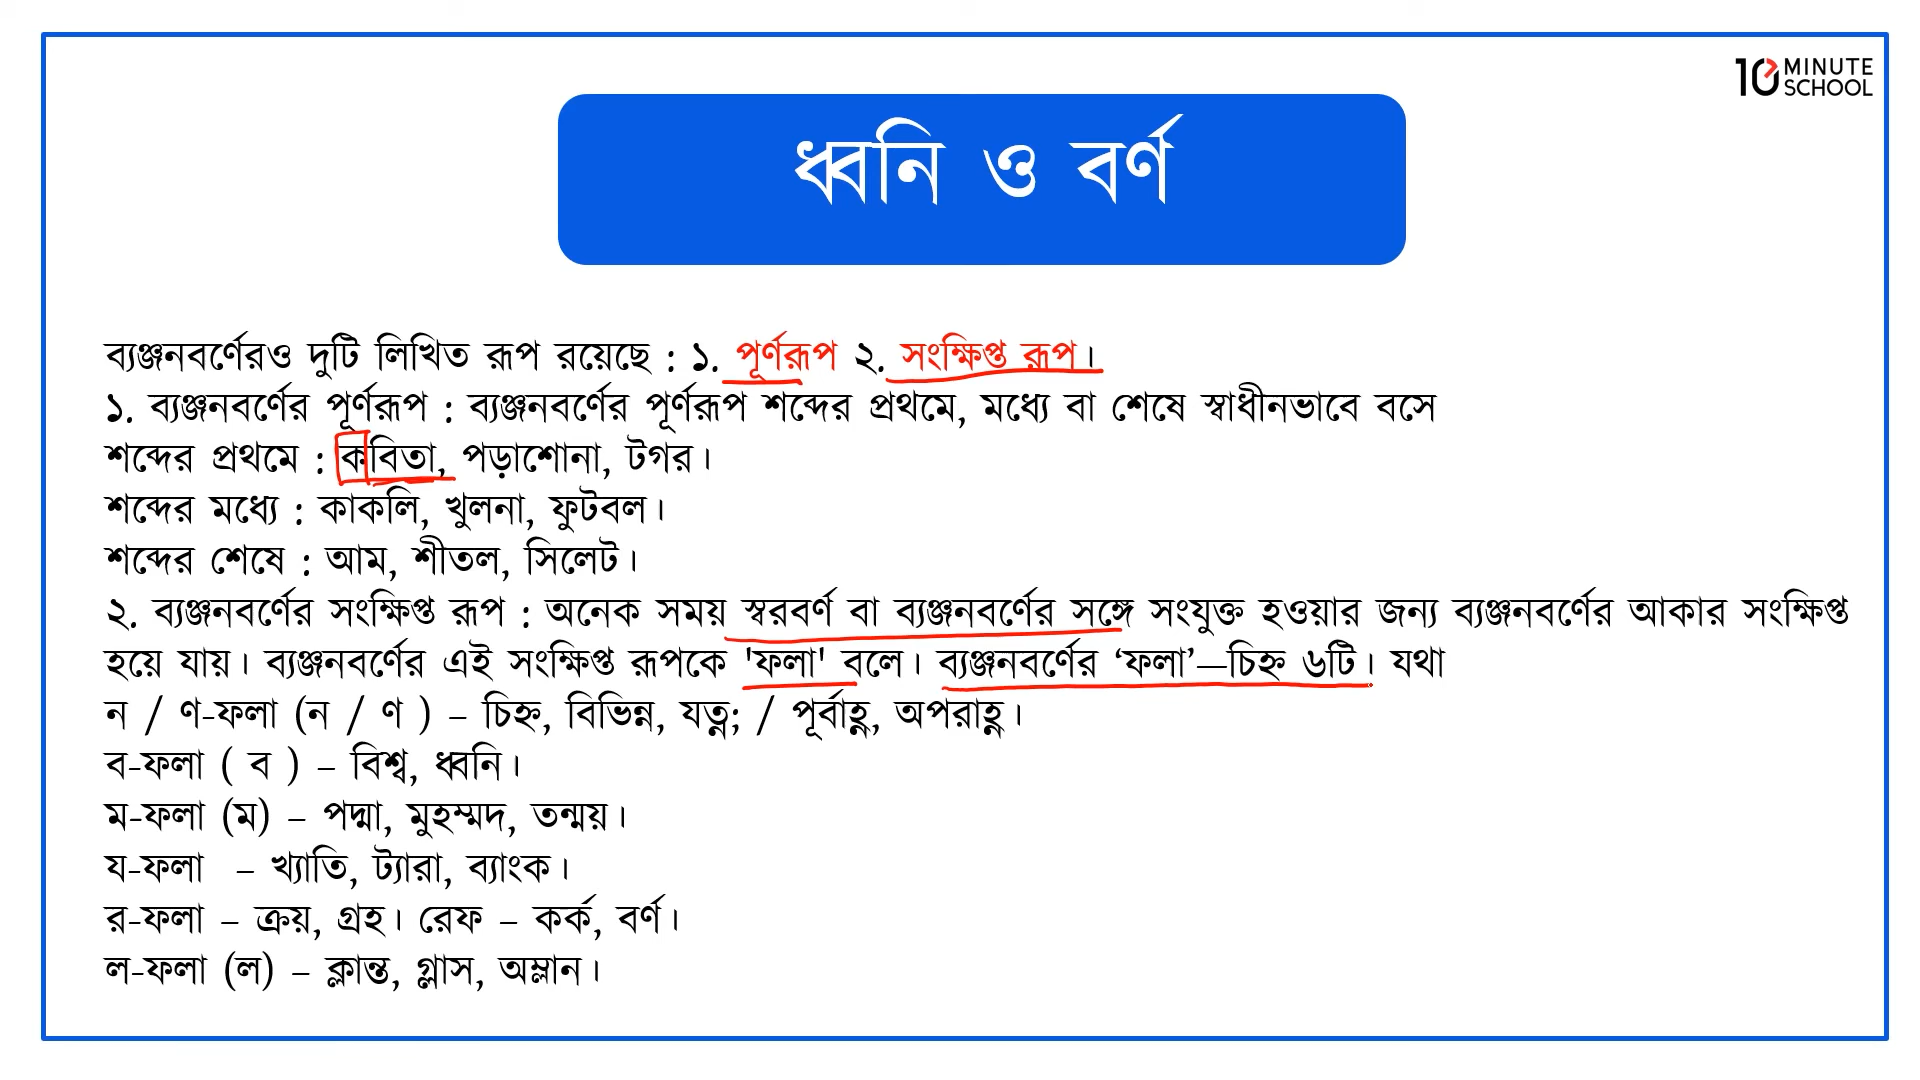 10 MINUTE SCHOOL
ধ্বনি ও বর্ণ
ব্যঞ্জনবর্ণেরও দুটি লিখিত রূপ রয়েছে : ১. পূর্ণরূপ ২. সংক্ষিপ্ত রূপ।
১. ব্যঞ্জনবর্ণের পূর্ণরূপ : ব্যঞ্জনবর্ণের পূর্ণরূপ শব্দের প্রথমে, মধ্যে বা শেষে স্বাধীনভাবে বসে
শব্দের প্রথমে : কবিতা, পড়াশোনা, টগর।
শব্দের মধ্যে : কাকলি, খুলনা, ফুটবল।
শব্দের শেষে : আম, শীতল, সিলেট।
২. ব্যঞ্জনবর্ণের সংক্ষিপ্ত রূপ : অনেক সময় স্বরবর্ণ বা ব্যঞ্জনবর্ণের সঙ্গে সংযুক্ত হওয়ার জন্য ব্যঞ্জনবর্ণের আকার সংক্ষিপ্ত
হয়ে যায়। ব্যঞ্জনবর্ণের এই সংক্ষিপ্ত রূপকে 'ফলা' বলে। ব্যঞ্জনবর্ণের ‘ফলা’–চিহ্ন ৬টি। যথা
ন / ণ-ফলা (ন / ণ ) – চিহ্ন, বিভিন্ন, যত্ন; / পূর্বাহ্ণ, অপরাহ্ণ।
ব-ফলা ( ব ) – বিশ্ব, ধ্বনি।
ম-ফলা (ম) – পদ্মা, মুহম্মদ, তন্ময়।
য-ফলা – খ্যাতি, ট্যারা, ব্যাংক।
র-ফলা – ক্রয়, গ্রহ। রেফ – কর্ক, বর্ণ।
ল-ফলা (ল) – ক্লান্ত, গ্লাস, অম্লান।